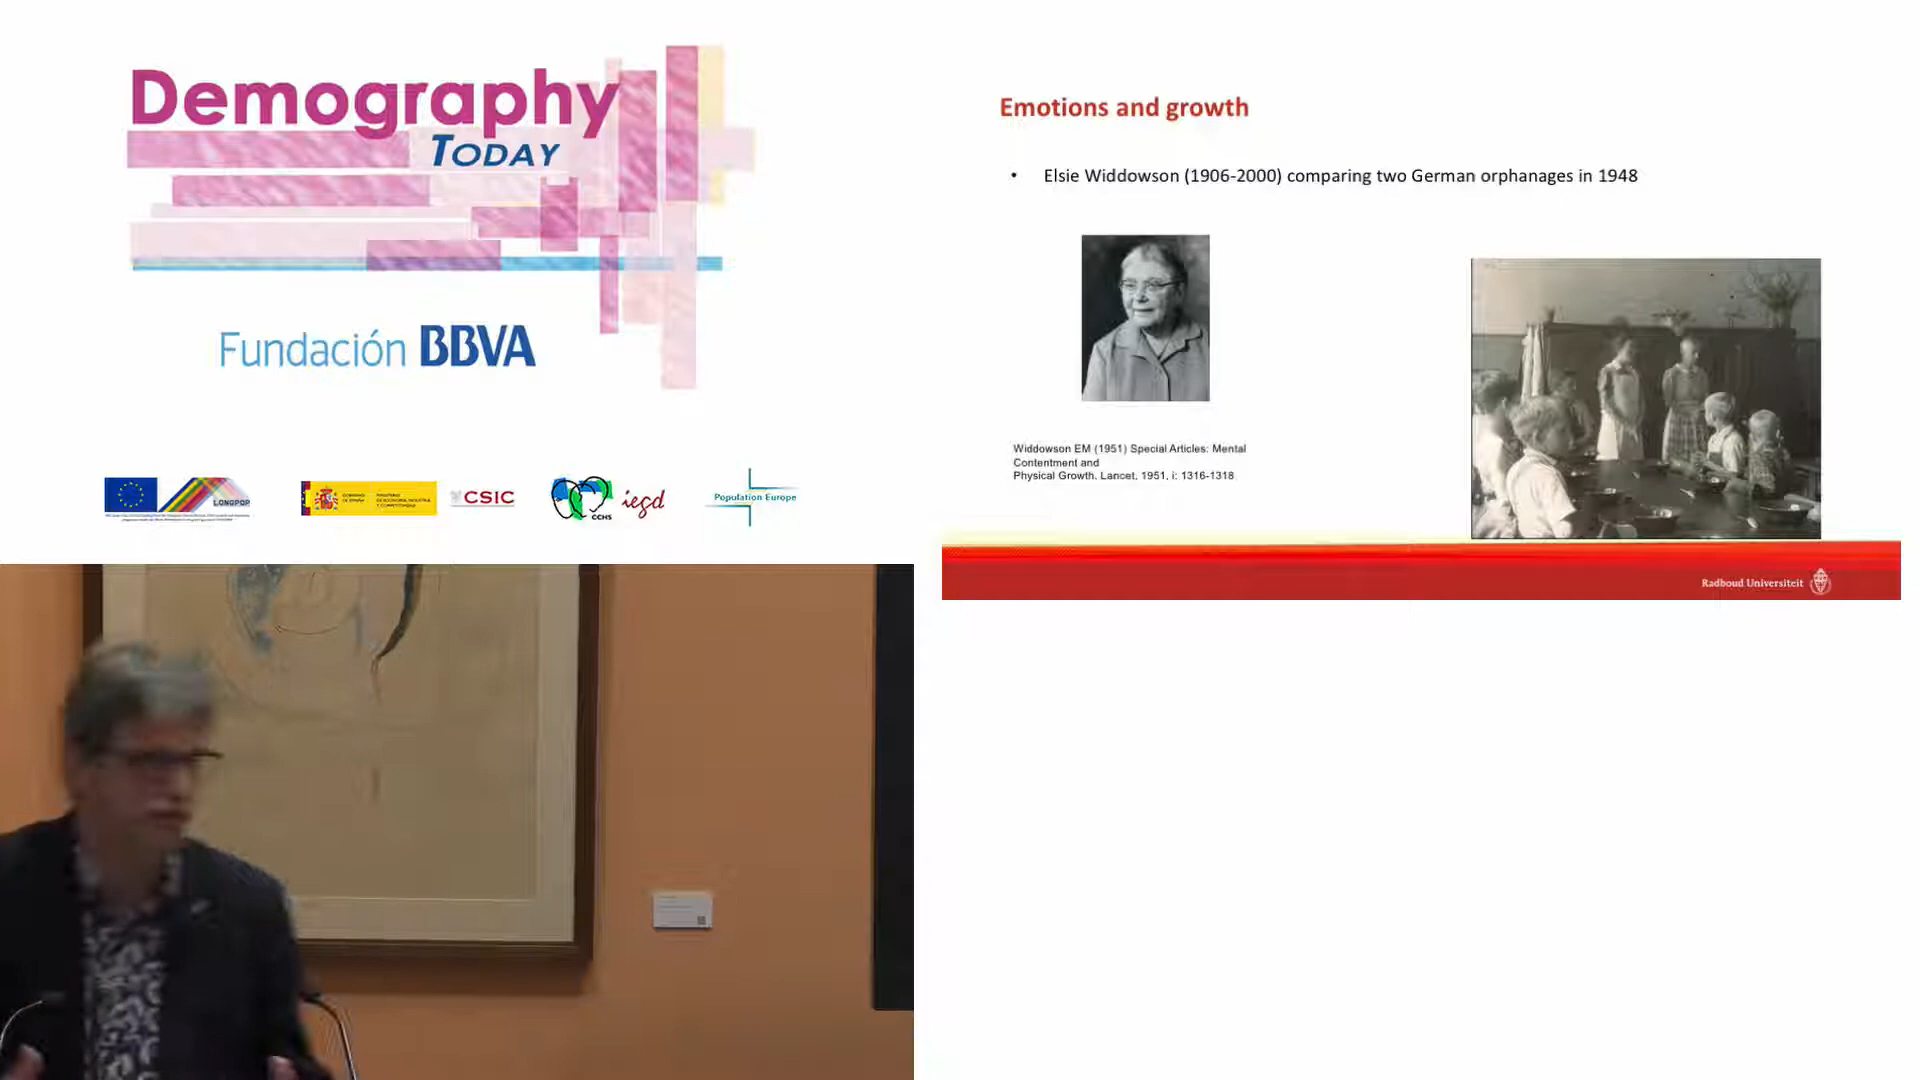 Demography
TODAY
Fundación BBVA
LONGPOP
CSIC
CCHS
iegd
Population Europe
Emotions and growth
• Elsie Widdowson (1906-2000) comparing two German orphanages in 1948
Widdowson EM (1951) Special Articles: Mental
Contentment and
Physical Growth. Lancet, 1951, i: 1316-1318
Radboud Universiteit